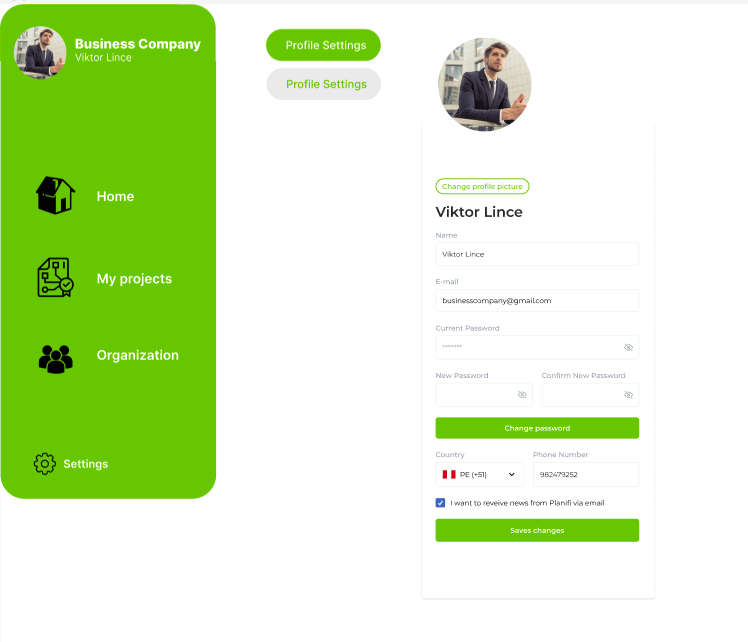 Business Company
Viktor Lince
Home
My projects
Organization
Settings
Profile Settings
Profile Settings
Change profile picture
Viktor Lince
Name
Viktor Lince
E-mail
businesscompany@gmail.com
Current Password
*******
New Password Confirm New Password
Change password
Country Phone Number
PE (+51) 982479252
I want to reveive news from Planifi via email
Saves changes